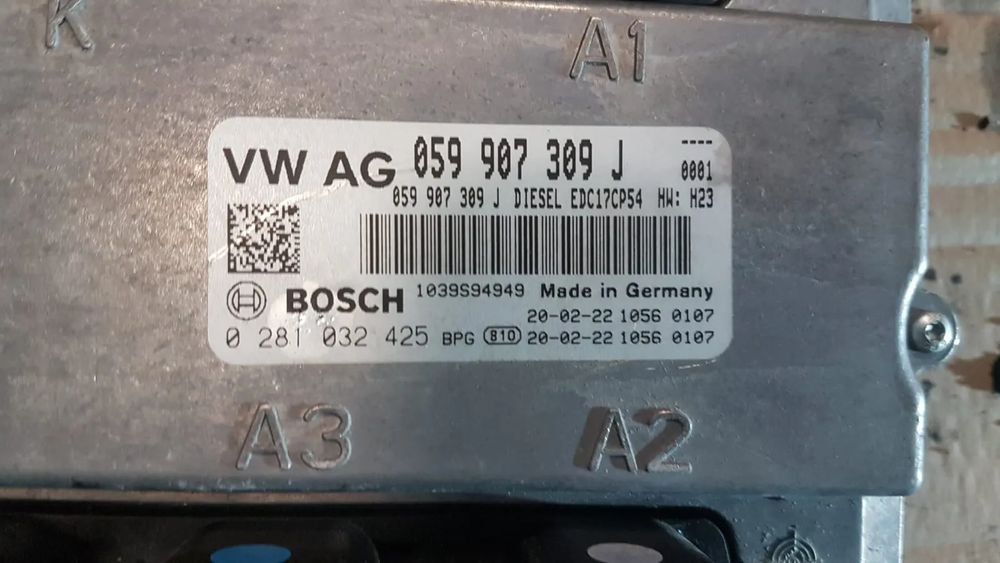 K
A1
VW AG 059 907 309 J ----
0001
059 907 309 J DIESEL EDC17CP54 HW: H23
BOSCH 1039S94949 Made in Germany
20-02-22 1056 0107
0 281 032 425 BPG 810 20-02-22 1056 0107
A3 A2